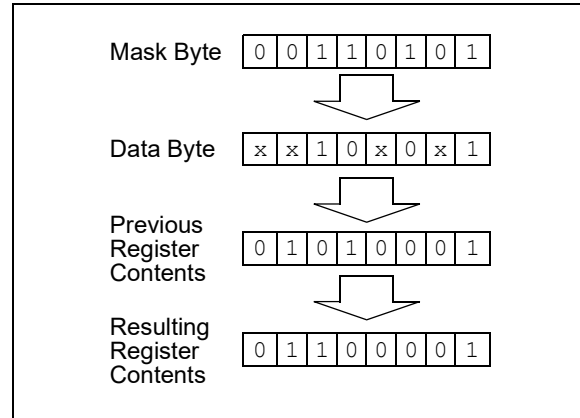 Mask Byte 0 0 1 1 0 1 0 1
Data Byte x x 1 0 x 0 x 1
Previous
Register 0 1 0 1 0 0 0 1
Contents
Resulting
Register 0 1 1 0 0 0 0 1
Contents